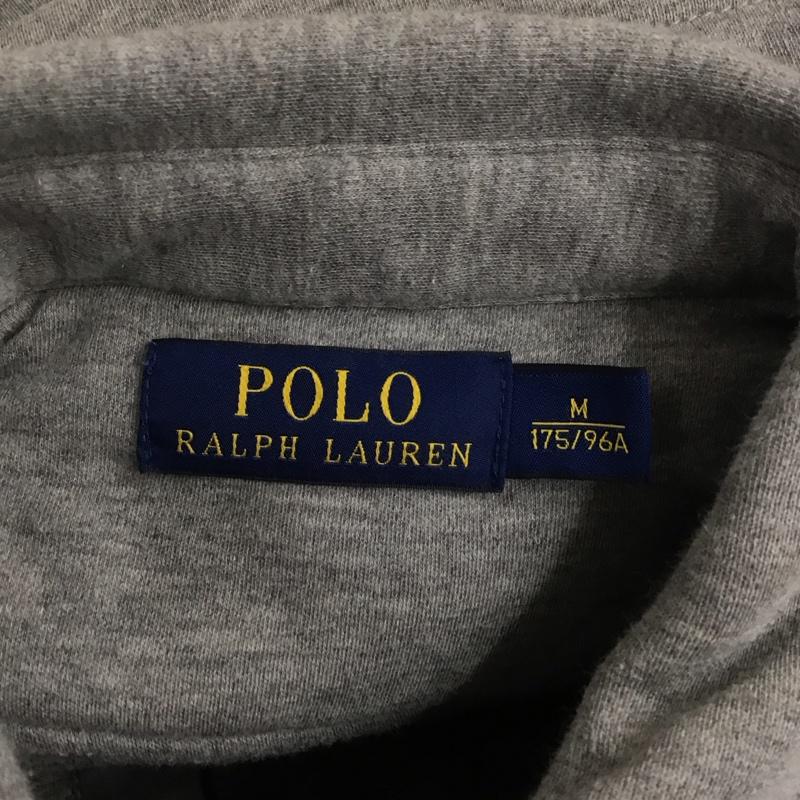 POLO
RALPH LAUREN
M
175/96A